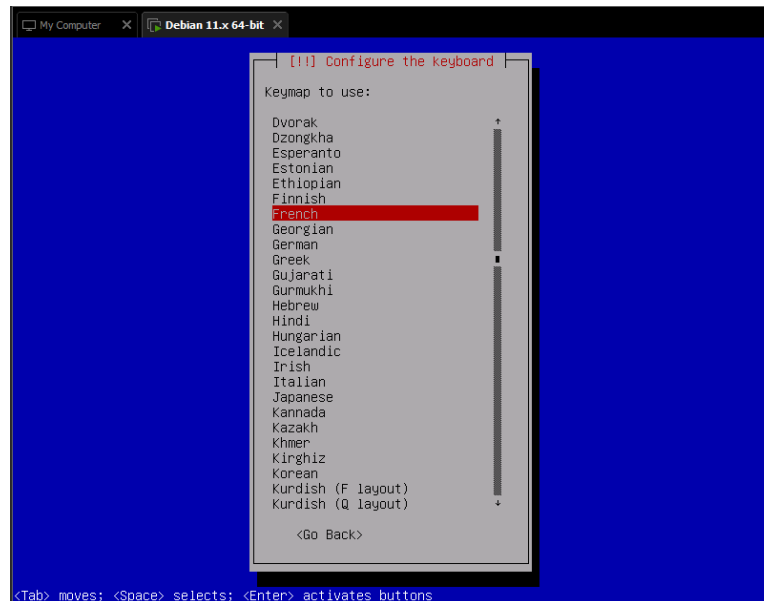 My Computer
Debian 11.x 64-bit
[!!] Configure the keyboard
Keymap to use:
Dvorak
Dzongkha
Esperanto
Estonian
Ethiopian
Finnish
French
Georgian
German
Greek
Gujarati
Gurmukhi
Hebrew
Hindi
Hungarian
Icelandic
Irish
Italian
Japanese
Kannada
Kazakh
Khmer
Kirghiz
Korean
Kurdish (F layout)
Kurdish (Q layout)
<Go Back>
<Tab> moves; <Space> selects; <Enter> activates buttons